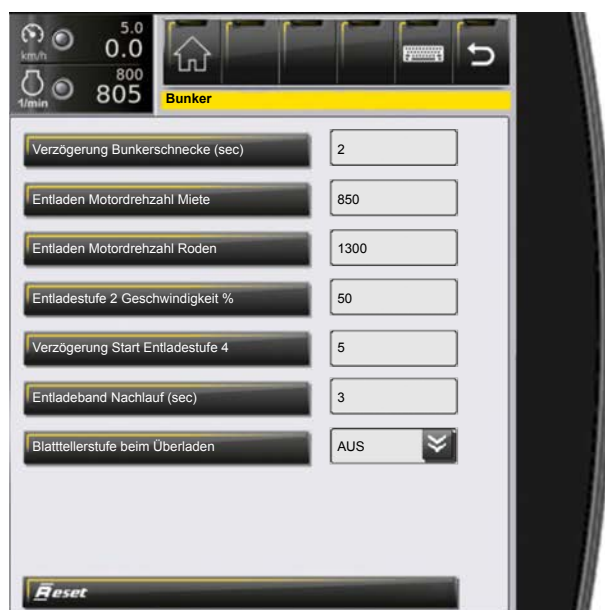 5.0
km/h 0.0
800
1/min 805
Bunker
Verzögerung Bunkerschnecke (sec) 2
Entladen Motordrehzahl Miete 850
Entladen Motordrehzahl Roden 1300
Entladestufe 2 Geschwindigkeit % 50
Verzögerung Start Entladestufe 4 5
Entladeband Nachlauf (sec) 3
Blatttellerstufe beim Überladen AUS
Reset